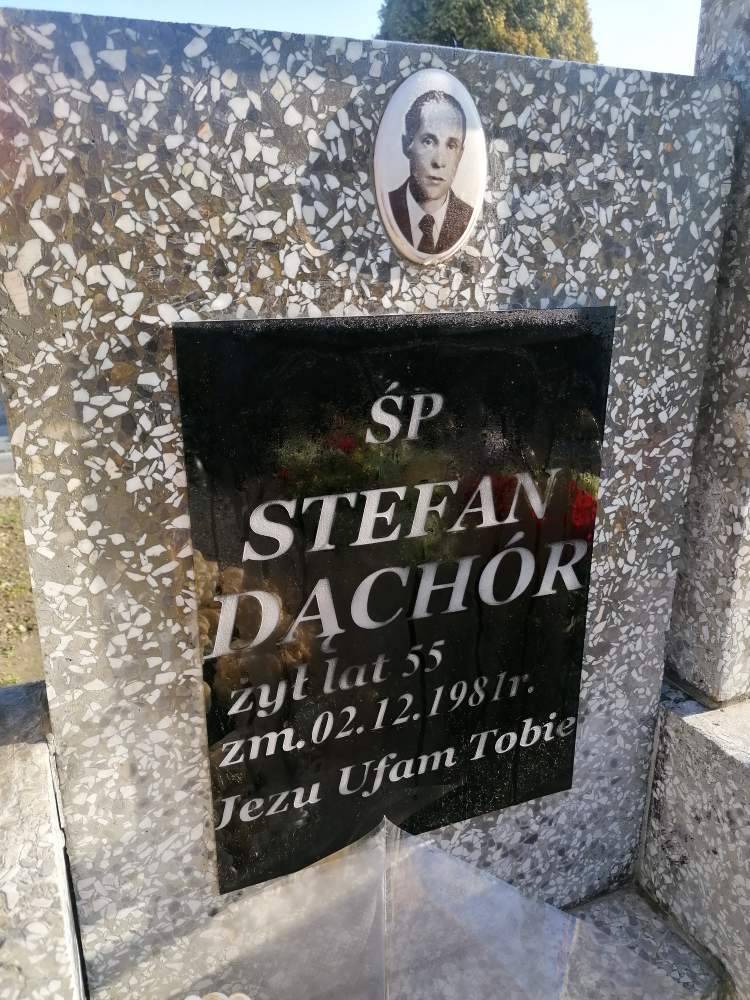 ŚP
STEFAN
DĄCHÓR
żył lat 55
zm.02.12.1981r.
Jezu Ufam Tobie